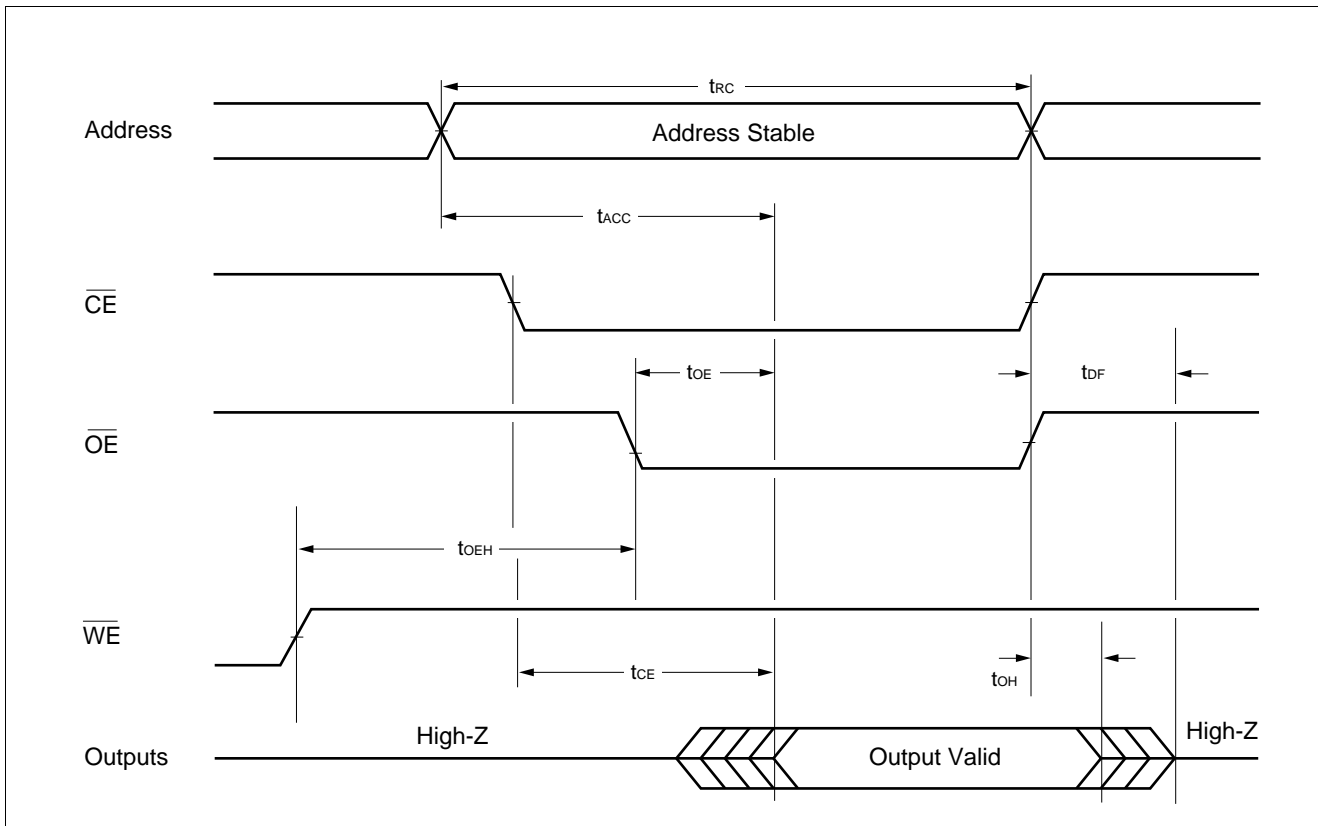 tRC
Address
Address Stable
tACC
CE
tOE
tDF
OE
tOEH
WE
tCE
tOH
High-Z
High-Z
Outputs
Output Valid